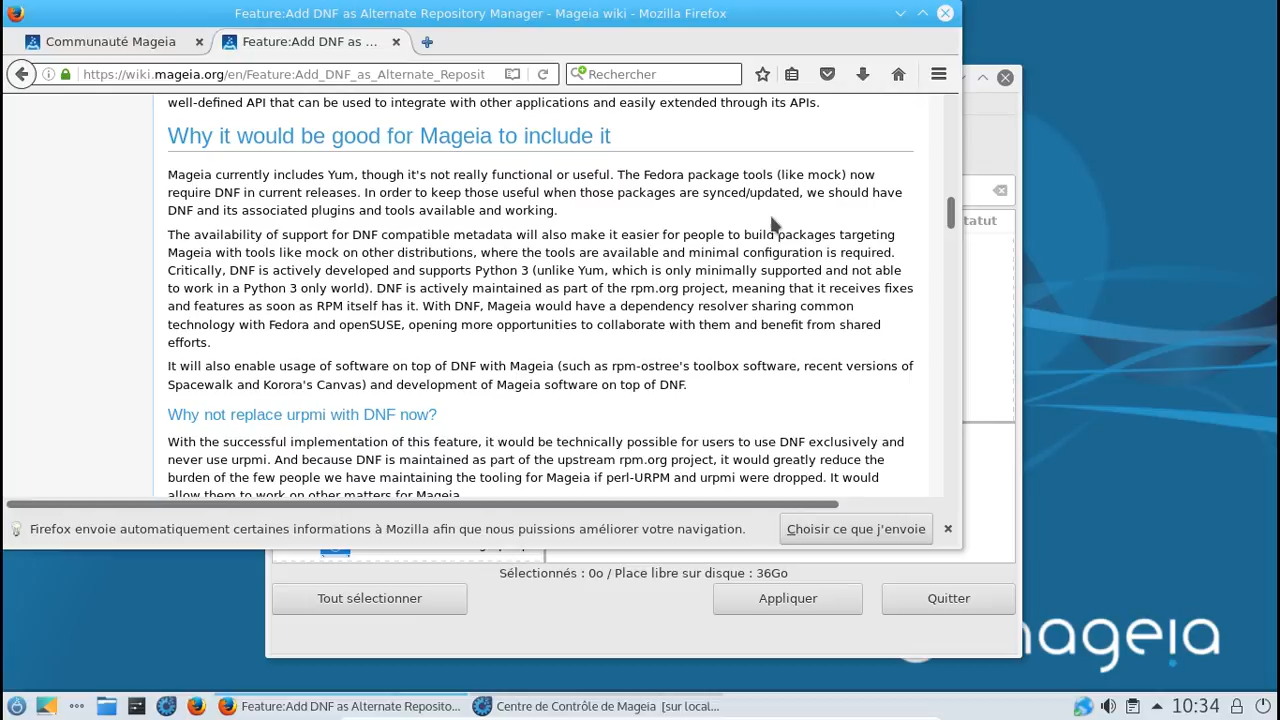 Feature:Add DNF as Alternate Repository Manager - Mageia wiki - Mozilla Firefox
Communauté Mageia
Feature:Add DNF as ...
https://wiki.mageia.org/en/Feature:Add_DNF_as_Alternate_Reposit
Rechercher
well-defined API that can be used to integrate with other applications and easily extended through its APIs.
Why it would be good for Mageia to include it
Mageia currently includes Yum, though it's not really functional or useful. The Fedora package tools (like mock) now
require DNF in current releases. In order to keep those useful when those packages are synced/updated, we should have
DNF and its associated plugins and tools available and working.
tatut
The availability of support for DNF compatible metadata will also make it easier for people to build packages targeting
Mageia with tools like mock on other distributions, where the tools are available and minimal configuration is required.
Critically, DNF is actively developed and supports Python 3 (unlike Yum, which is only minimally supported and not able
to work in a Python 3 only world). DNF is actively maintained as part of the rpm.org project, meaning that it receives fixes
and features as soon as RPM itself has it. With DNF, Mageia would have a dependency resolver sharing common
technology with Fedora and openSUSE, opening more opportunities to collaborate with them and benefit from shared
efforts.
It will also enable usage of software on top of DNF with Mageia (such as rpm-ostree's toolbox software, recent versions of
Spacewalk and Korora's Canvas) and development of Mageia software on top of DNF.
Why not replace urpmi with DNF now?
With the successful implementation of this feature, it would be technically possible for users to use DNF exclusively and
never use urpmi. And because DNF is maintained as part of the upstream rpm.org project, it would greatly reduce the
burden of the few people we have maintaining the tooling for Mageia if perl-URPM and urpmi were dropped. It would
allow them to work on other matters for Mageia.
Firefox envoie automatiquement certaines informations à Mozilla afin que nous puissions améliorer votre navigation.
Choisir ce que j'envoie
Sélectionnés : 0o / Place libre sur disque : 36Go
Tout sélectionner
Appliquer
Quitter
mageia
Feature:Add DNF as Alternate Reposito...
Centre de Contrôle de Mageia [sur local...
10:34